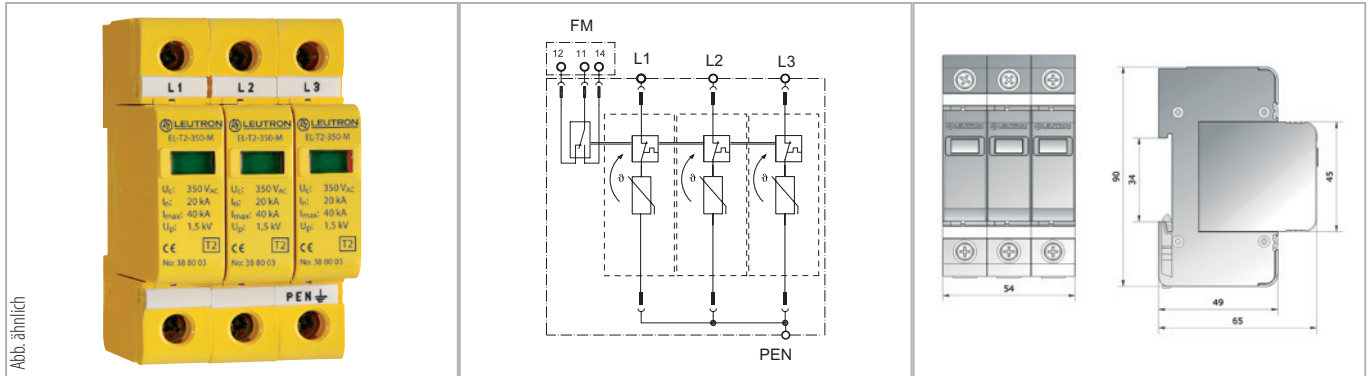 L1 L2 L3
LEUTRON LEUTRON LEUTRON
EL-T2-350-M EL-T2-350-M EL-T2-350-M
Uc: 350 VAC Uc: 350 VAC Uc: 350 VAC
In: 20 kA In: 20 kA In: 20 kA
Imax: 40 kA Imax: 40 kA Imax: 40 kA
Up: 1,5 kV Up: 1,5 kV Up: 1,5 kV
CE T2 CE T2 CE T2
No: 38 80 03 No: 38 80 03 No: 38 80 03
PEN
Abb. ähnlich
FM
12 11 14
L1 L2 L3
ϑ ϑ ϑ
PEN
LEUTRON LEUTRON LEUTRON
54
90
34
45
49
65